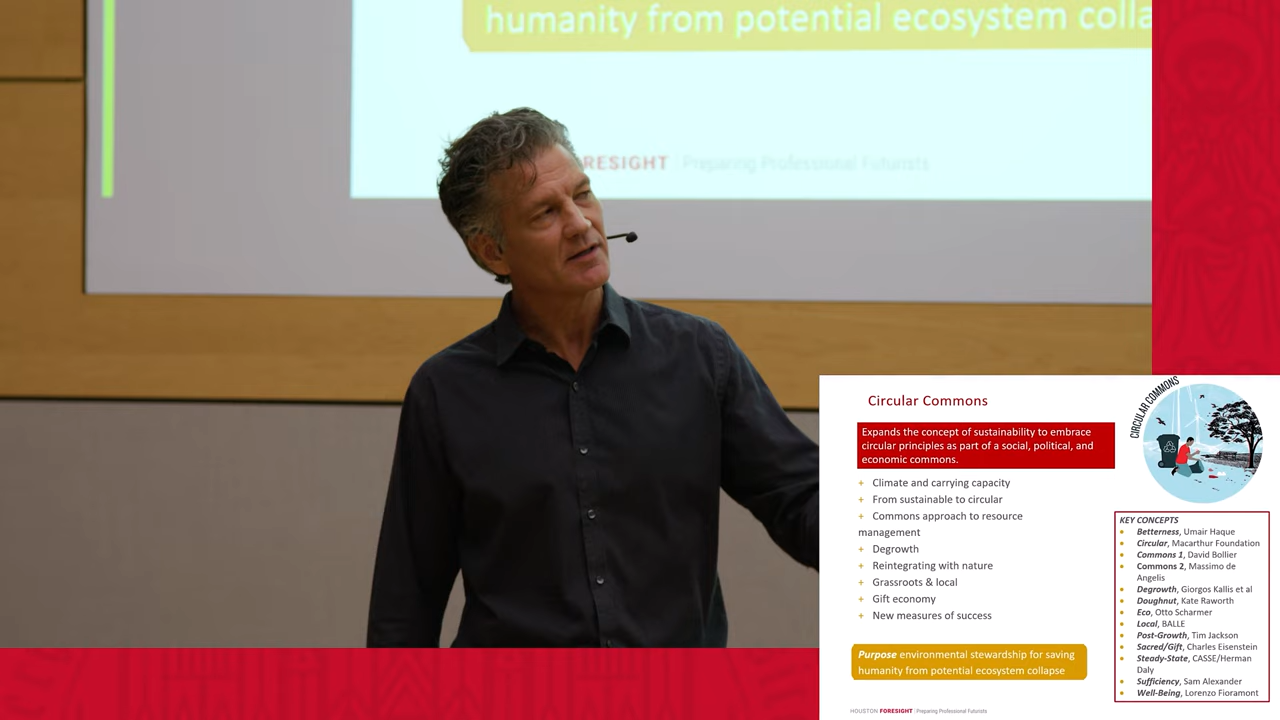 humanity from potential ecosystem colla
RESIGHT Preparing Professional Futurists
Circular Commons
CIRCULAR COMMONS
Expands the concept of sustainability to embrace
circular principles as part of a social, political, and
economic commons.
+ Climate and carrying capacity
+ From sustainable to circular
+ Commons approach to resource
management
+ Degrowth
+ Reintegrating with nature
+ Grassroots & local
+ Gift economy
+ New measures of success
Purpose environmental stewardship for saving
humanity from potential ecosystem collapse
KEY CONCEPTS
• Betterness, Umair Haque
• Circular, Macarthur Foundation
• Commons 1, David Bollier
• Commons 2, Massimo de
Angelis
• Degrowth, Giorgos Kallis et al
• Doughnut, Kate Raworth
• Eco, Otto Scharmer
• Local, BALLE
• Post-Growth, Tim Jackson
• Sacred/Gift, Charles Eisenstein
• Steady-State, CASSE/Herman
Daly
• Sufficiency, Sam Alexander
• Well-Being, Lorenzo Fioramont
HOUSTON FORESIGHT | Preparing Professional Futurists